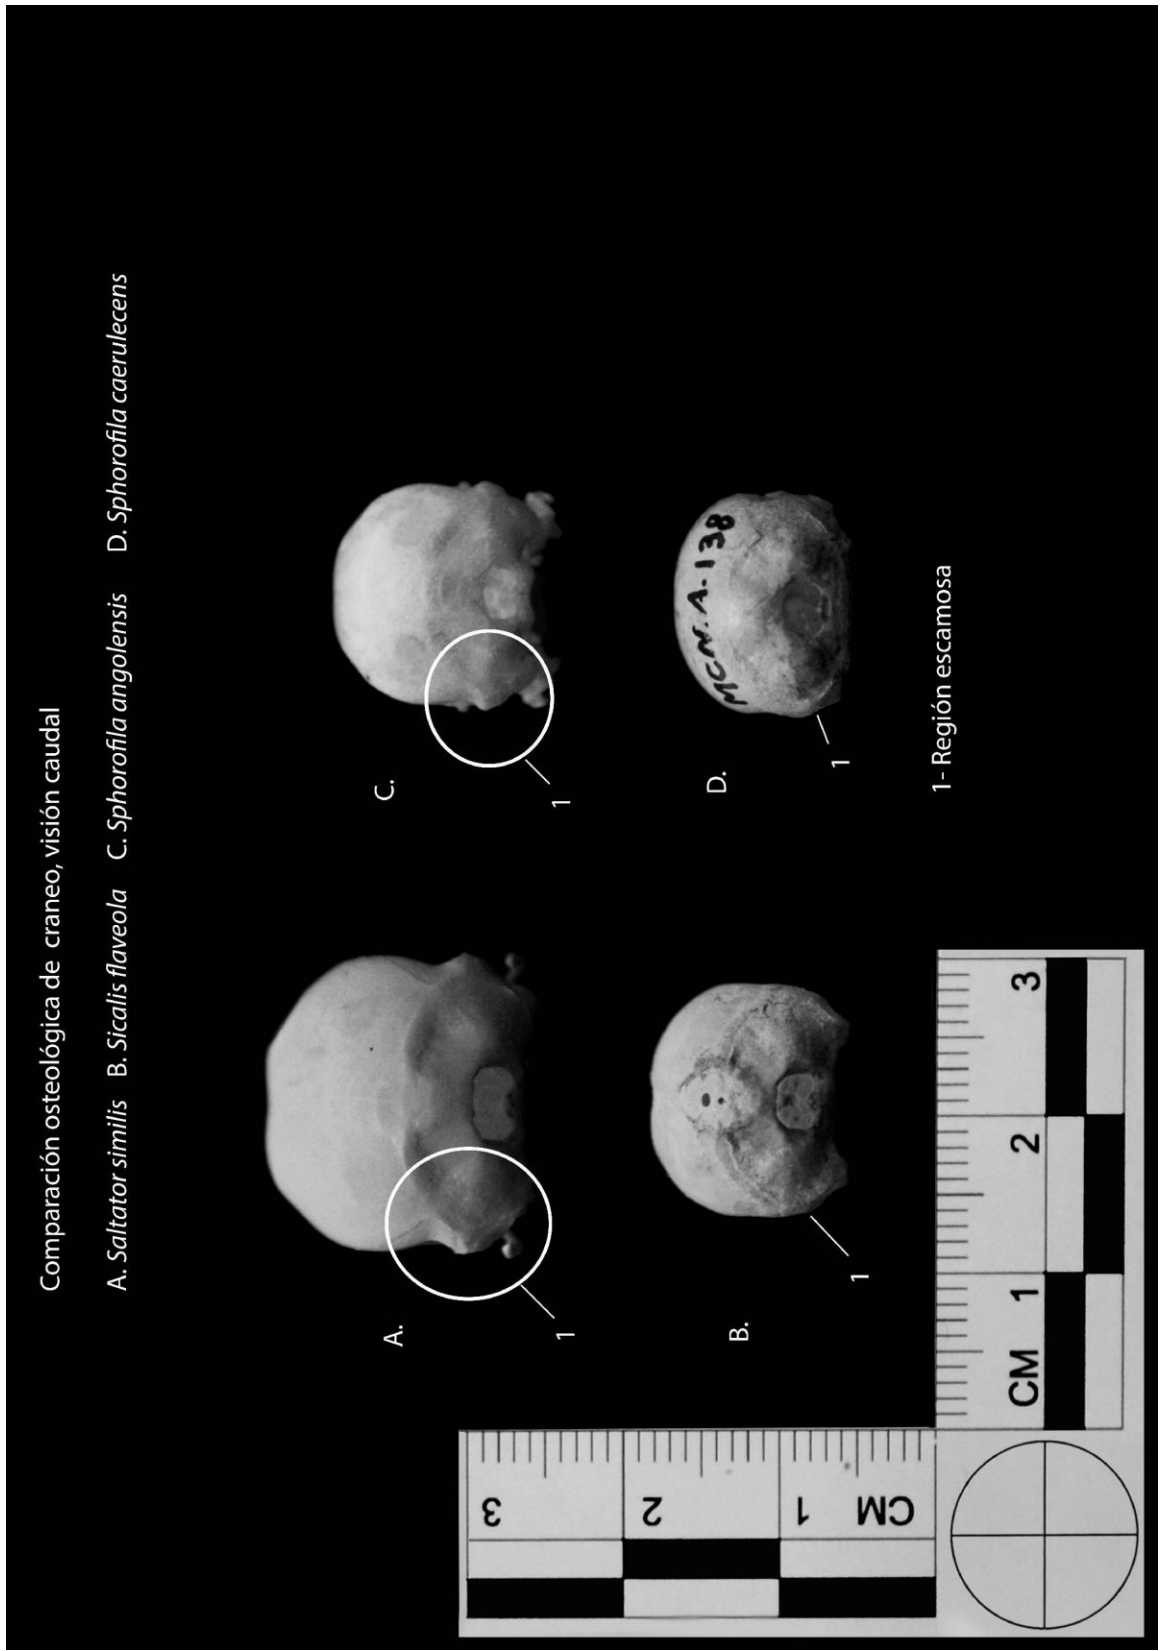 Comparación osteológica de craneo, visión caudal
A. Saltator similis B. Sicalis flaveola C. Sphorofila angolensis D. Sphorofila caerulecens
A.
1
C.
1
B.
1
D.
MCN.A-138
1
1- Región escamosa
3
2
1
CM
CM 1 2 3